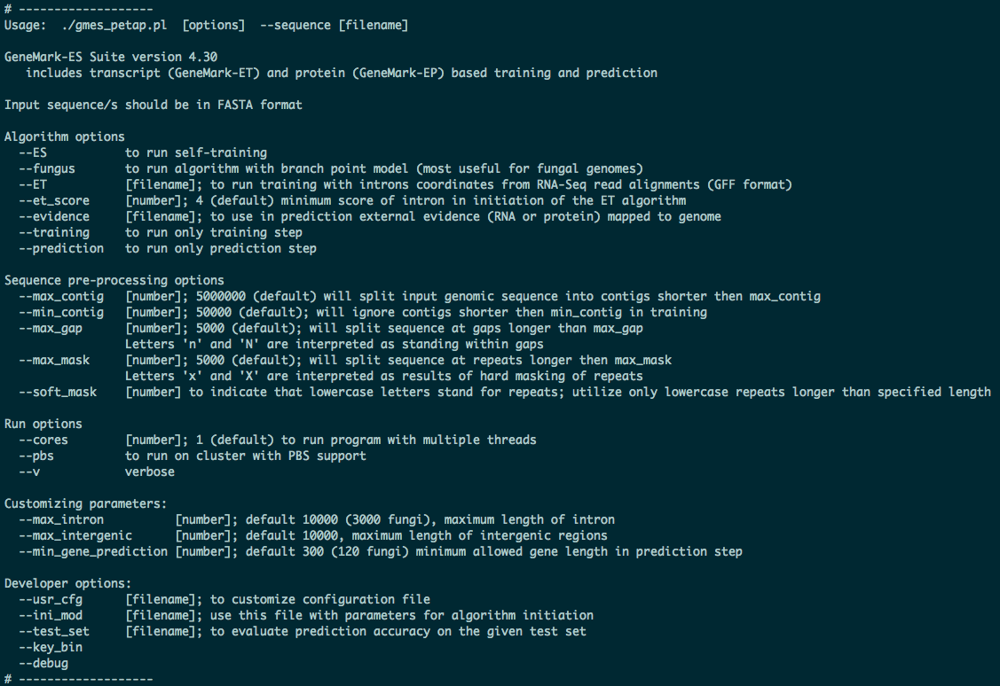 # -------------------
Usage:  ./gmes_petap.pl  [options]  --sequence [filename]

GeneMark-ES Suite version 4.30
   includes transcript (GeneMark-ET) and protein (GeneMark-EP) based training and prediction

Input sequence/s should be in FASTA format

Algorithm options
  --ES           to run self-training
  --fungus       to run algorithm with branch point model (most useful for fungal genomes)
  --ET           [filename]; to run training with introns coordinates from RNA-Seq read alignments (GFF format)
  --et_score     [number]; 4 (default) minimum score of intron in initiation of the ET algorithm
  --evidence     [filename]; to use in prediction external evidence (RNA or protein) mapped to genome
  --training     to run only training step
  --prediction   to run only prediction step

Sequence pre-processing options
  --max_contig   [number]; 5000000 (default) will split input genomic sequence into contigs shorter then max_contig
  --min_contig   [number]; 50000 (default); will ignore contigs shorter then min_contig in training
  --max_gap      [number]; 5000 (default); will split sequence at gaps longer than max_gap
                 Letters 'n' and 'N' are interpreted as standing within gaps
  --max_mask     [number]; 5000 (default); will split sequence at repeats longer then max_mask
                 Letters 'x' and 'X' are interpreted as results of hard masking of repeats
  --soft_mask    [number] to indicate that lowercase letters stand for repeats; utilize only lowercase repeats longer than specified length

Run options
  --cores        [number]; 1 (default) to run program with multiple threads
  --pbs          to run on cluster with PBS support
  --v            verbose

Customizing parameters:
  --max_intron          [number]; default 10000 (3000 fungi), maximum length of intron
  --max_intergenic      [number]; default 10000, maximum length of intergenic regions
  --min_gene_prediction [number]; default 300 (120 fungi) minimum allowed gene length in prediction step

Developer options:
  --usr_cfg      [filename]; to customize configuration file
  --ini_mod      [filename]; use this file with parameters for algorithm initiation
  --test_set     [filename]; to evaluate prediction accuracy on the given test set
  --key_bin
  --debug
# -------------------